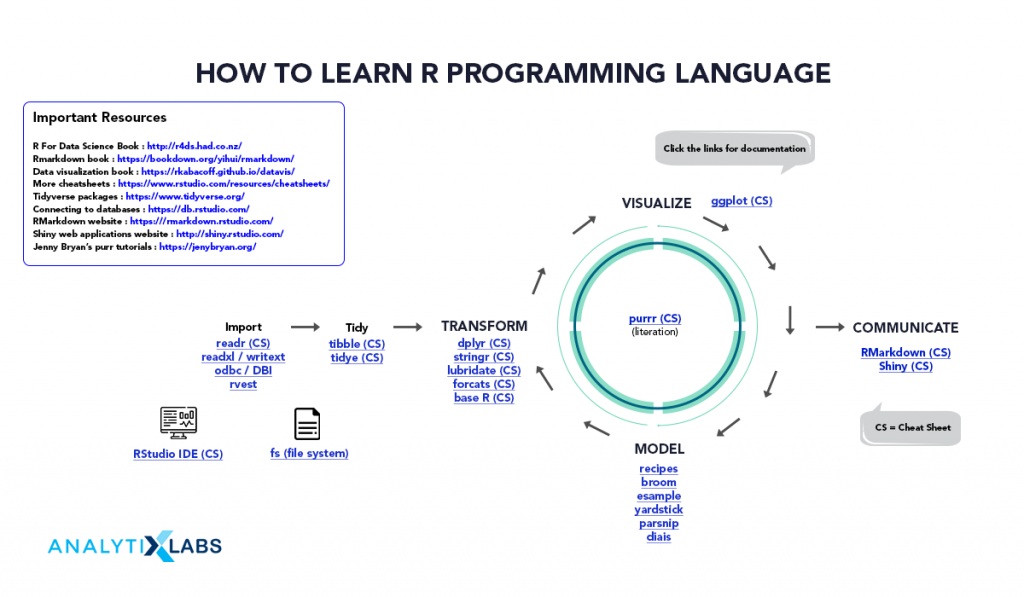 HOW TO LEARN R PROGRAMMING LANGUAGE
Important Resources
R For Data Science Book : http://r4ds.had.co.nz/
Rmarkdown book : https://bookdown.org/yihui/rmarkdown/
Data visualization book : https://rkabacoff.github.io/datavis/
More cheatsheets : https://www.rstudio.com/resources/cheatsheets/
Tidyverse packages : https://www.tidyverse.org/
Connecting to databases : https://db.rstudio.com/
RMarkdown website : https:///rmarkdown.rstudio.com/
Shiny web applications website : http://shiny.rstudio.com/
Jenny Bryan's purr tutorials : https://jenybryan.org/
Click the links for documentation
VISUALIZE
ggplot (CS)
Import
readr (CS)
readxl / writext
odbc / DBI
rvest
Tidy
tibble (CS)
tidye (CS)
TRANSFORM
dplyr (CS)
stringr (CS)
lubridate (CS)
forcats (CS)
base R (CS)
purrr (CS)
(literation)
COMMUNICATE
RMarkdown (CS)
Shiny (CS)
CS = Cheat Sheet
RStudio IDE (CS)
fs (file system)
MODEL
recipes
broom
esample
yardstick
parsnip
diais
ANALYTIXLABS